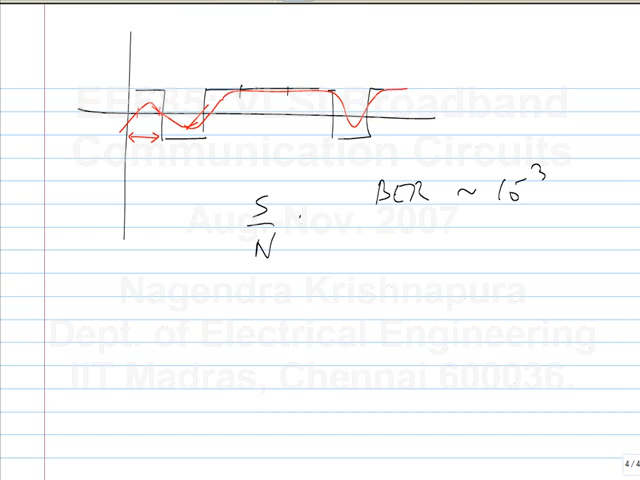 EE685: VLSI Broadband
Communication Circuits
S/N . BER ~ 10^-3
Aug-Nov. 2007
Nagendra Krishnapura
Dept. of Electrical Engineering
IIT Madras, Chennai 600036.
4/4